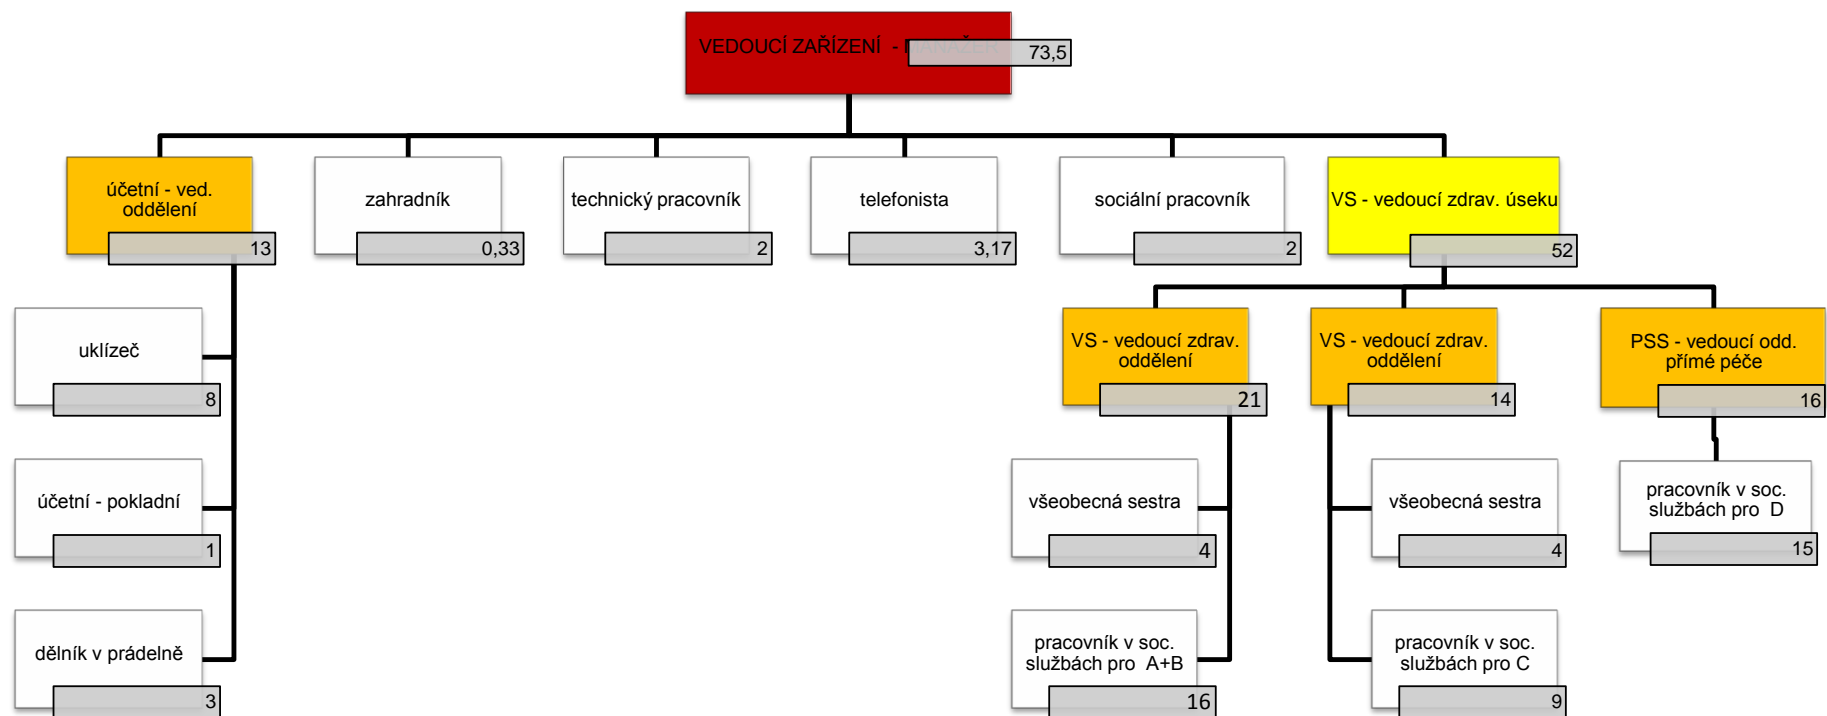 VEDOUCÍ ZAŘÍZENÍ - MANAŽER
73,5
účetní - ved.
oddělení
13
zahradník
0,33
technický pracovník
2
telefonista
3,17
sociální pracovník
2
VS - vedoucí zdrav. úseku
52
uklízeč
8
účetní - pokladní
1
dělník v prádelně
3
VS - vedoucí zdrav.
oddělení
21
všeobecná sestra
4
pracovník v soc.
službách pro A+B
16
VS - vedoucí zdrav.
oddělení
14
všeobecná sestra
4
pracovník v soc.
službách pro C
9
PSS - vedoucí odd.
přímé péče
16
pracovník v soc.
službách pro D
15